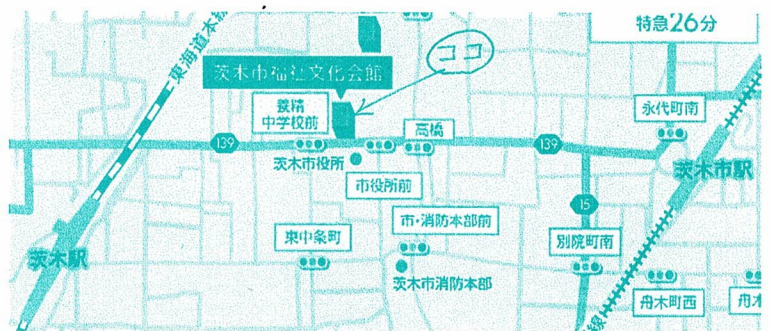 特急26分
東海道本線
ココ
茨木市福祉文化会館
養精
中学校前
高橋
永代町南
139
139
茨木市役所
茨木市駅
市役所前
15
東中条町
市・消防本部前
別院町南
茨木駅
茨木市消防本部
舟木町西
舟木
線